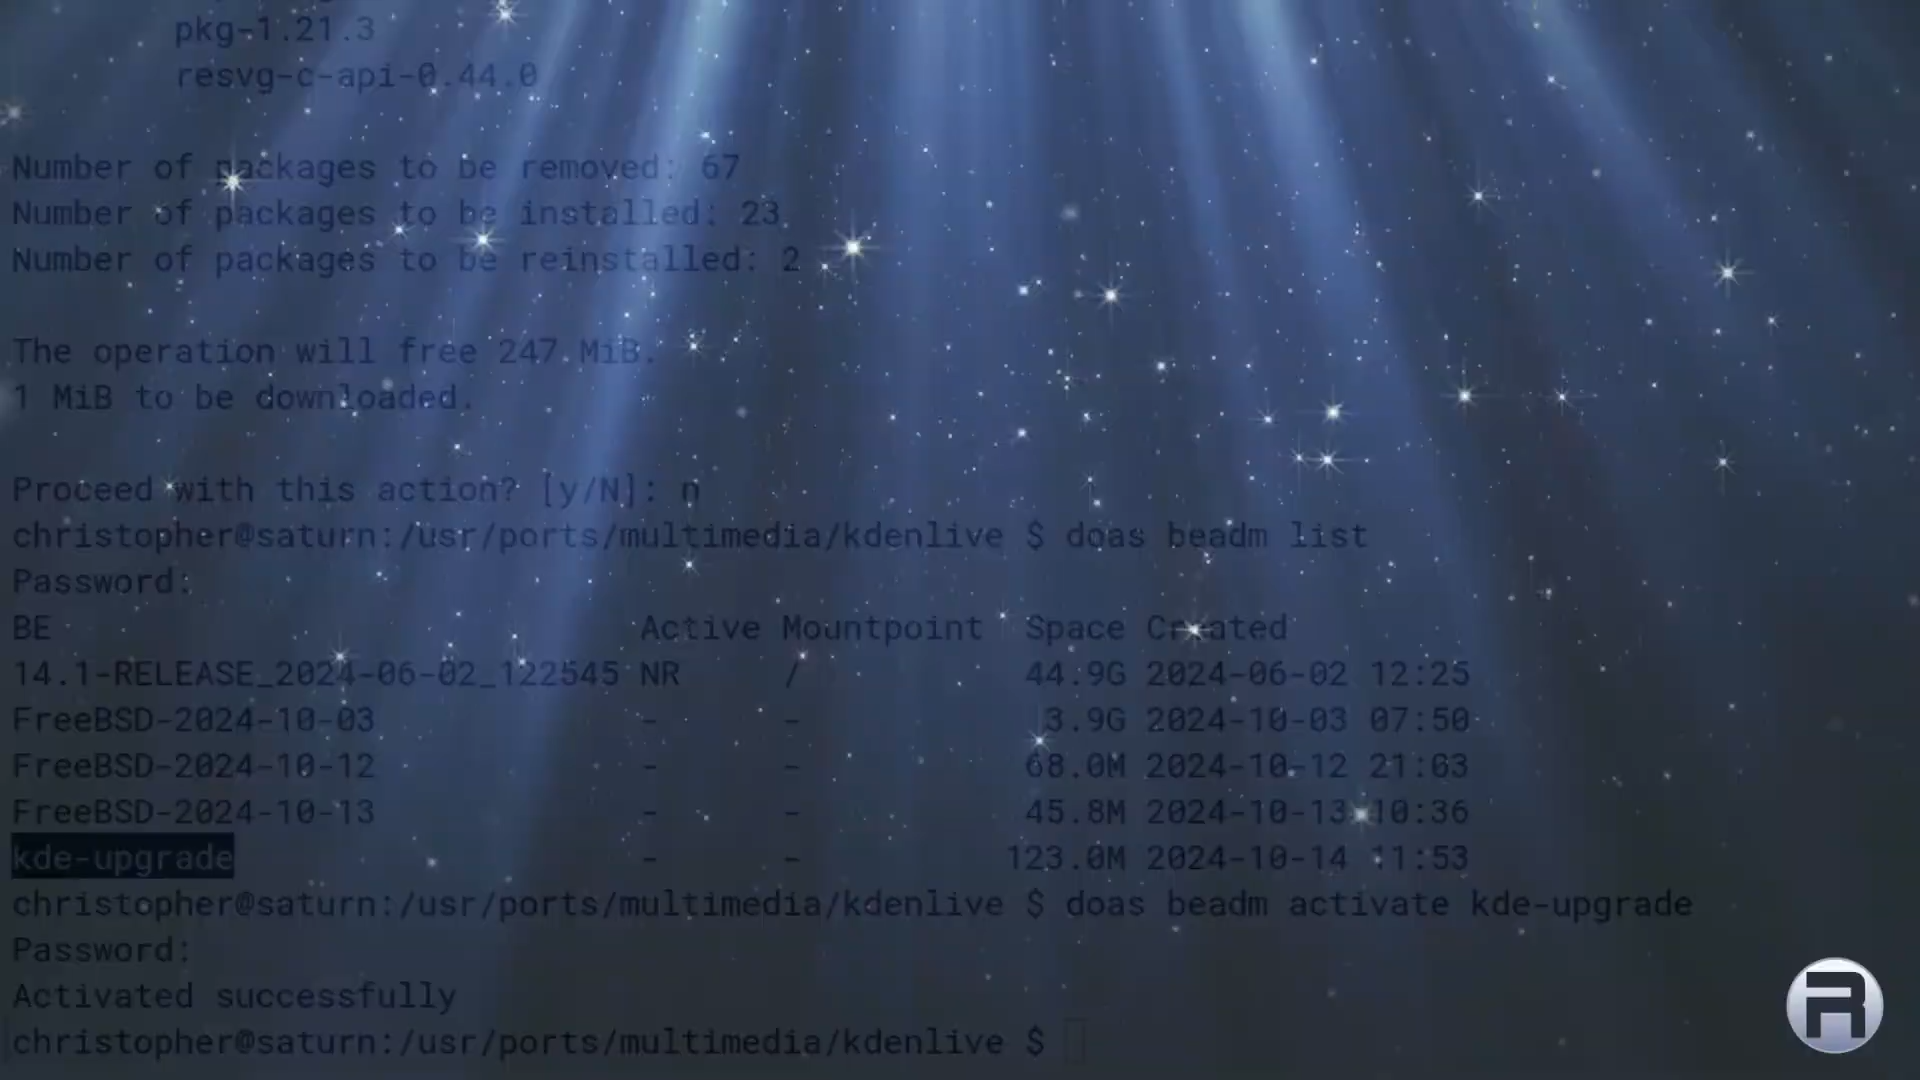 pkg-1.21.3
resvg-c-api-0.44.0
Number of packages to be removed: 67
Number of packages to be installed: 23
Number of packages to be reinstalled: 2
The operation will free 247 MiB.
1 MiB to be downloaded.
Proceed with this action? [y/N]: n
christopher@saturn:/usr/ports/multimedia/kdenlive $ doas beadm list
Password:
BE Active Mountpoint Space Created
14.1-RELEASE_2024-06-02_122545 NR / 44.9G 2024-06-02 12:25
FreeBSD-2024-10-03 - - 3.9G 2024-10-03 07:50
FreeBSD-2024-10-12 - - 68.0M 2024-10-12 21:03
FreeBSD-2024-10-13 - - 45.8M 2024-10-13 10:36
kde-upgrade - - 123.0M 2024-10-14 11:53
christopher@saturn:/usr/ports/multimedia/kdenlive $ doas beadm activate kde-upgrade
Password:
Activated successfully
christopher@saturn:/usr/ports/multimedia/kdenlive $
R